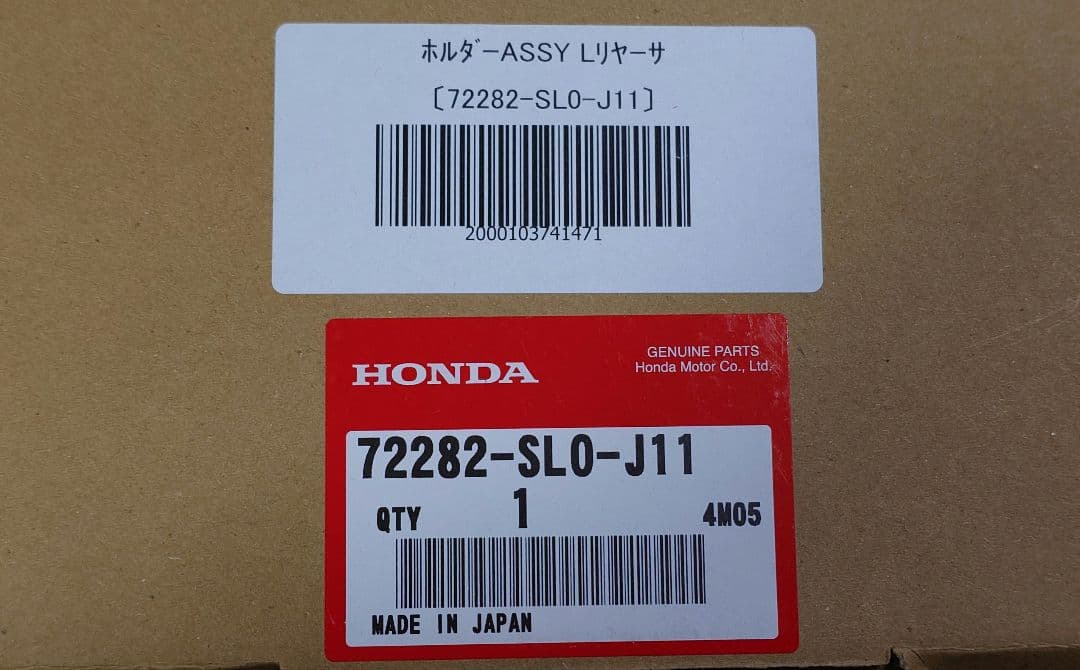 ﾎﾙﾀﾞｰASSY Lﾘﾔｰｻ
〔72282-SL0-J11〕
2000103741471
HONDA
GENUINE PARTS
Honda Motor Co., Ltd.
72282-SL0-J11
QTY 1 4M05
MADE IN JAPAN